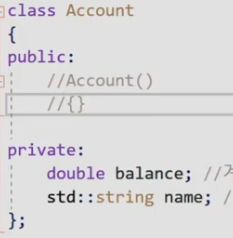 class Account
{
public:
//Account()
//{}
private:
double balance; //
std::string name; /
};